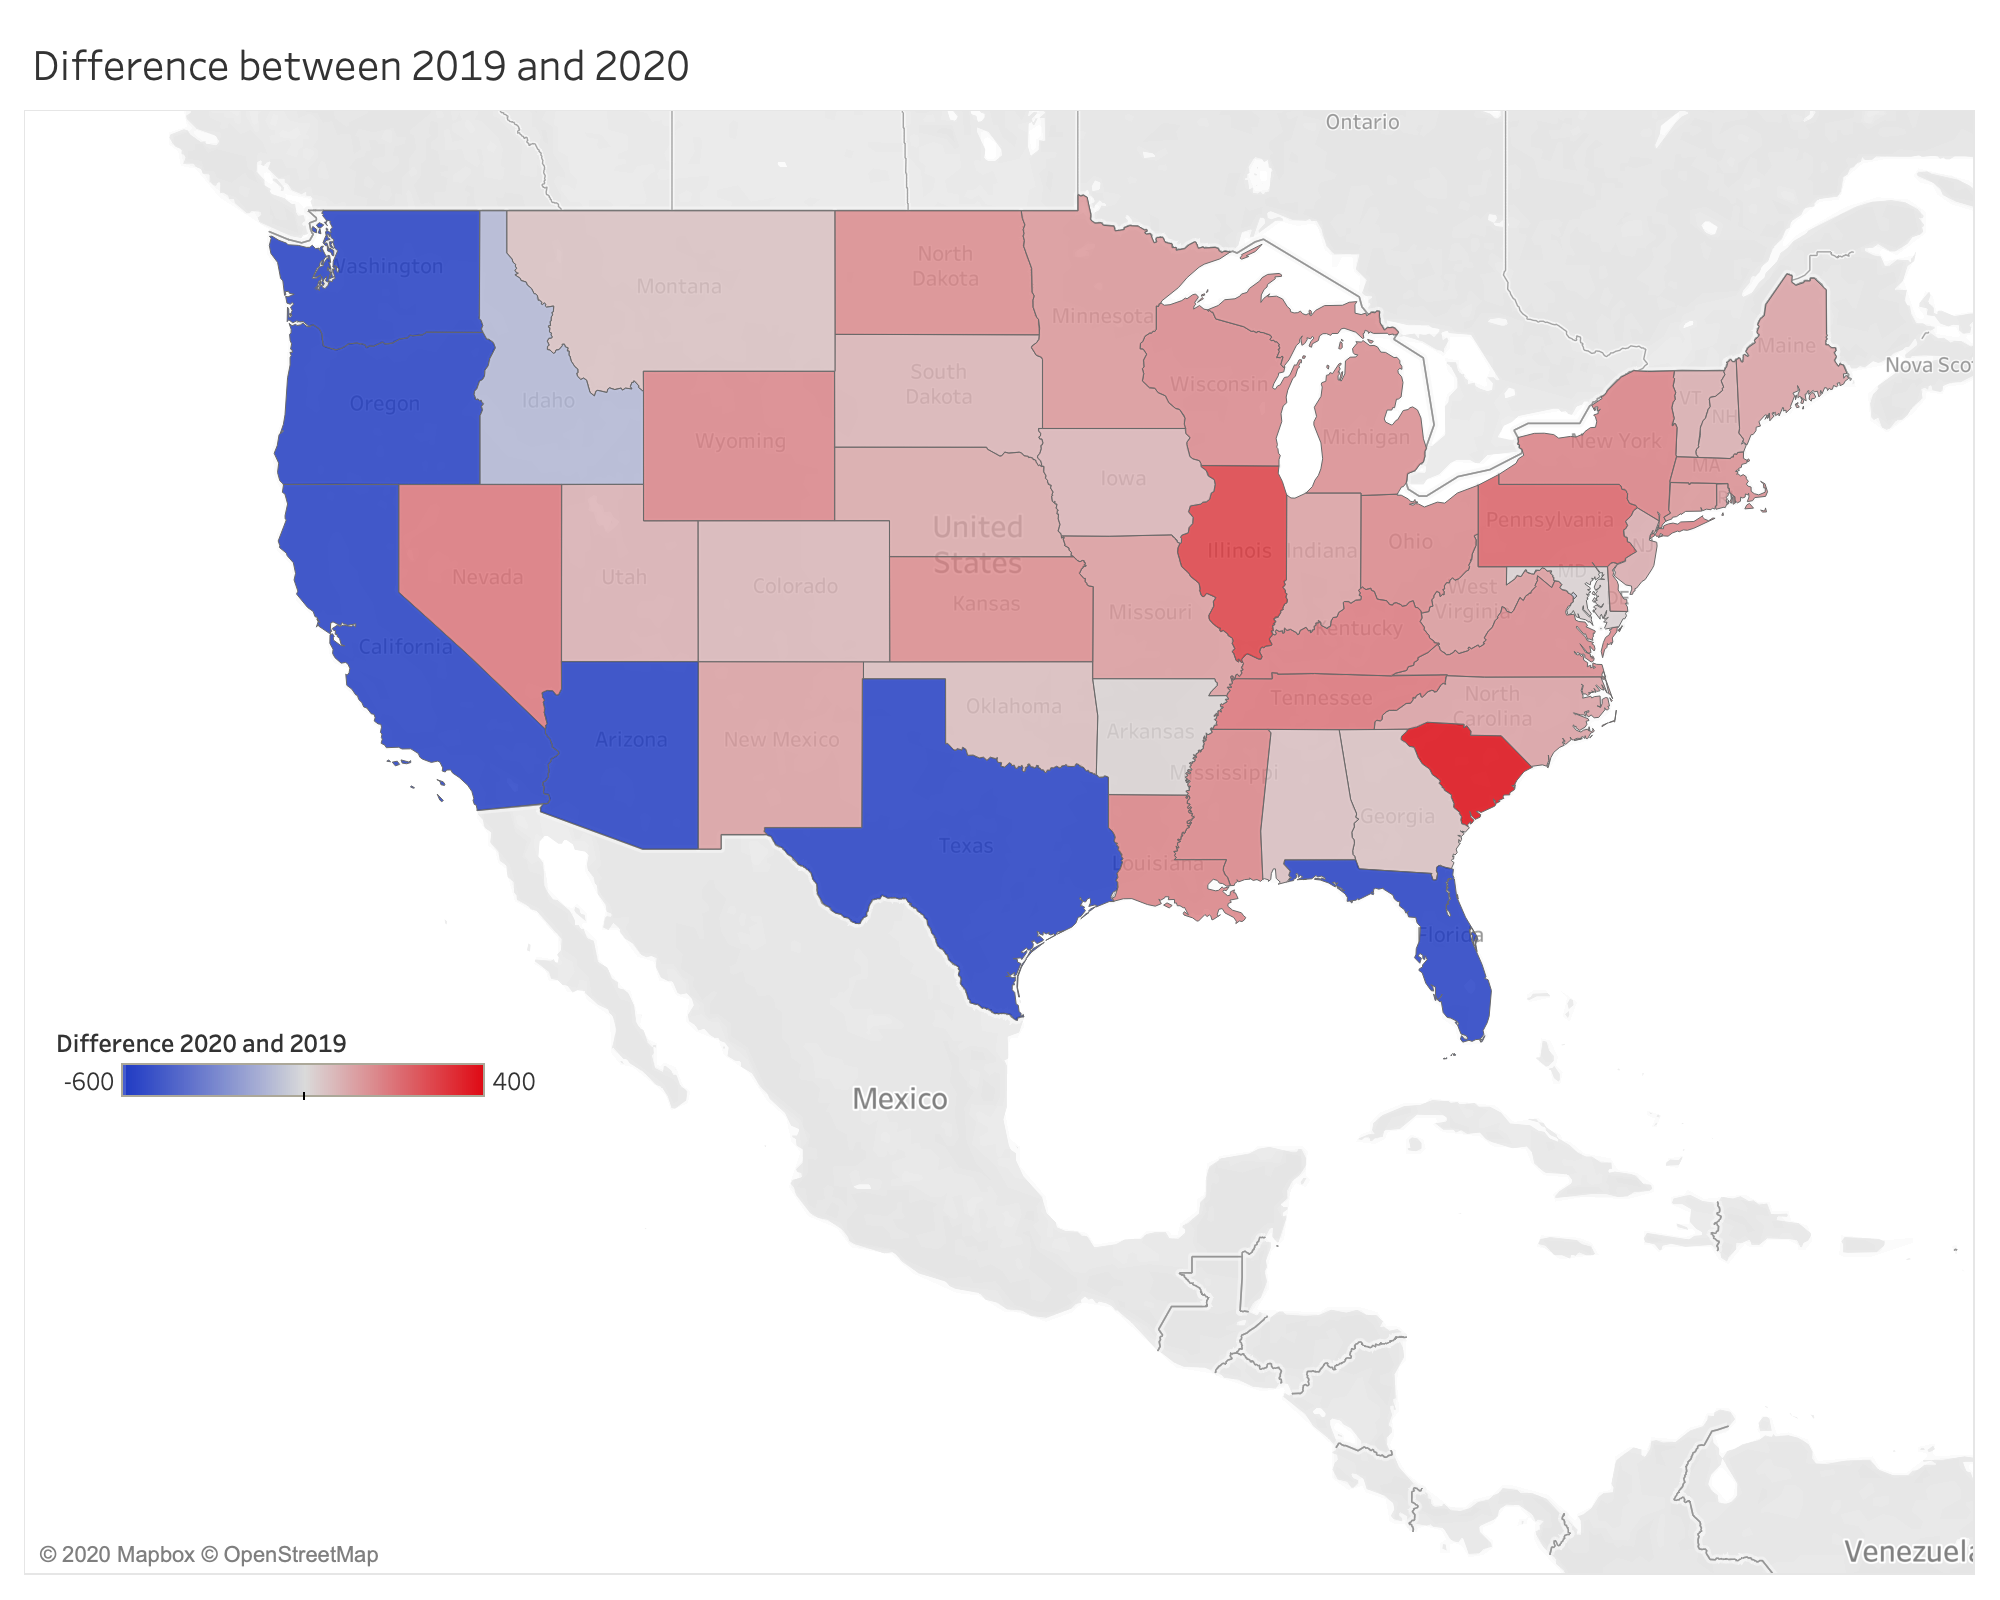 Difference between 2019 and 2020
Ontario
Washington
Montana
North
Dakota
Minnesota
Maine
Nova Sco
South
Dakota
Wisconsin
Oregon
Idaho
VT
NH
Wyoming
Michigan
New York
MA
Iowa
United
States
Pennsylvania
Illinois
Indiana
Ohio
NJ
Nevada
Utah
Colorado
Kansas
MD
DE
West
Virginia
Missouri
Kentucky
California
Tennessee
North
Carolina
Oklahoma
Arizona
New Mexico
Arkansas
Mississippi
Georgia
Texas
Louisiana
Florida
Difference 2020 and 2019
-600
400
Mexico
© 2020 Mapbox © OpenStreetMap
Venezuela